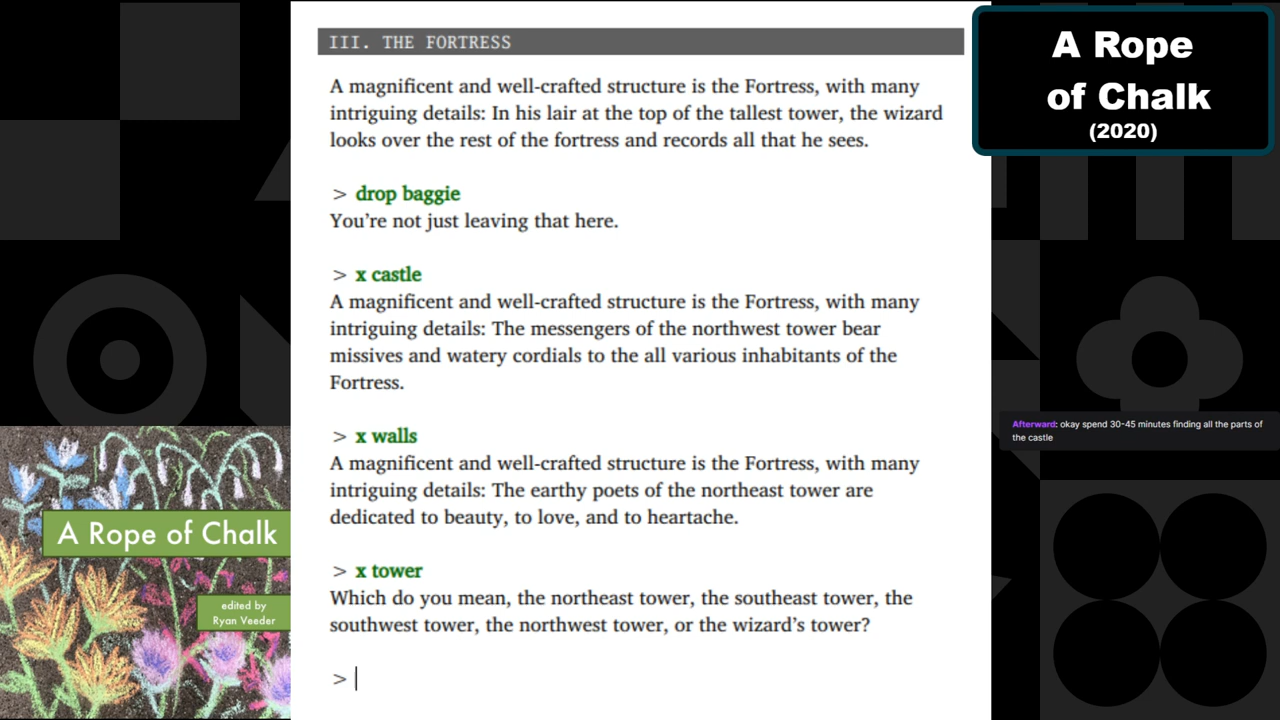 III. THE FORTRESS
A magnificent and well-crafted structure is the Fortress, with many
intriguing details: In his lair at the top of the tallest tower, the wizard
looks over the rest of the fortress and records all that he sees.
> drop baggie
You're not just leaving that here.
> x castle
A magnificent and well-crafted structure is the Fortress, with many
intriguing details: The messengers of the northwest tower bear
missives and watery cordials to the all various inhabitants of the
Fortress.
> x walls
A magnificent and well-crafted structure is the Fortress, with many
intriguing details: The earthy poets of the northeast tower are
dedicated to beauty, to love, and to heartache.
> x tower
Which do you mean, the northeast tower, the southeast tower, the
southwest tower, the northwest tower, or the wizard's tower?
>
A Rope
of Chalk
(2020)
Afterward: okay spend 30-45 minutes finding all the parts of
the castle
A Rope of Chalk
edited by
Ryan Veeder